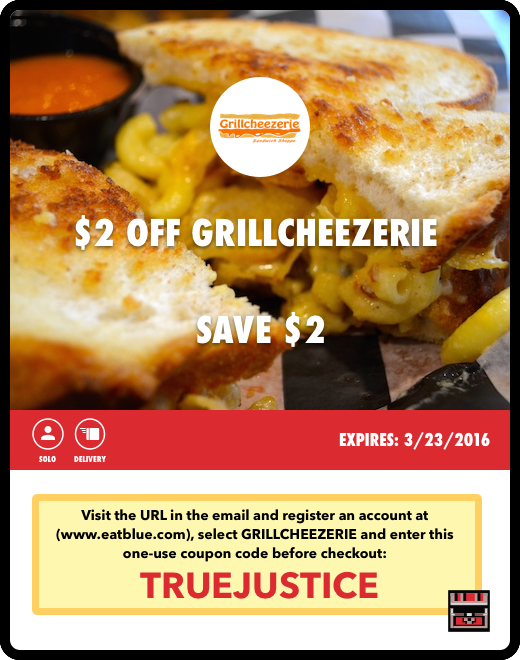 Grillcheezerie
Sandwich Shoppe
$2 OFF GRILLCHEEZERIE
SAVE $2
SOLO
DELIVERY
EXPIRES: 3/23/2016
Visit the URL in the email and register an account at
(www.eatblue.com), select GRILLCHEEZERIE and enter this
one-use coupon code before checkout:
TRUEJUSTICE